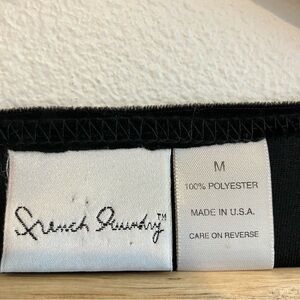 French Laundry™
M
100% POLYESTER
MADE IN U.S.A.
CARE ON REVERSE